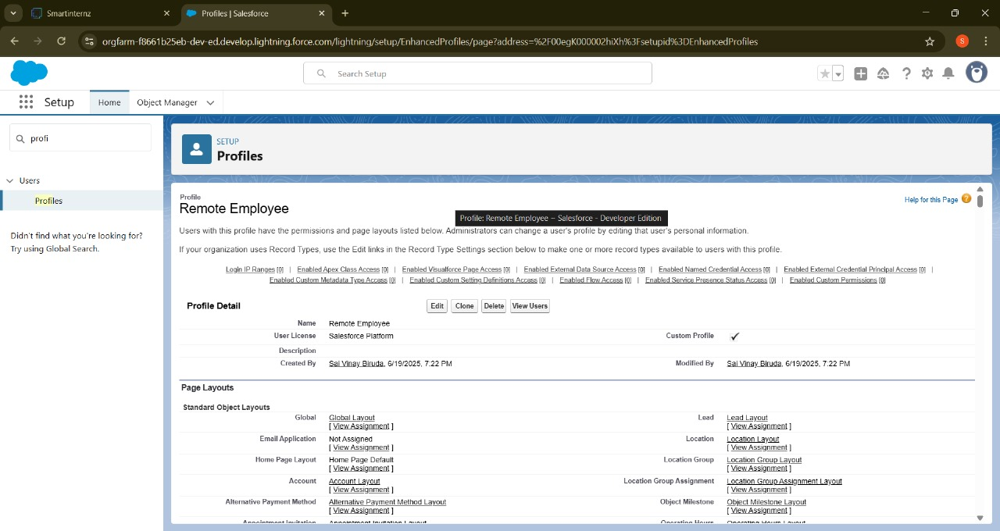 Smartinternz
Profiles | Salesforce
orgfarm-f8661b25eb-dev-ed.develop.lightning.force.com/lightning/setup/EnhancedProfiles/page?address=%2F00egK000002hiXh%3Fsetupid%3DEnhancedProfiles
S
Search Setup
Setup
Home
Object Manager
profi
Users
Profiles
Didn't find what you're looking for?
Try using Global Search.
SETUP
Profiles
Profile
Remote Employee
Help for this Page
Profile: Remote Employee ~ Salesforce - Developer Edition
Users with this profile have the permissions and page layouts listed below. Administrators can change a user's profile by editing that user's personal information.
If your organization uses Record Types, use the Edit links in the Record Type Settings section below to make one or more record types available to users with this profile.
Login IP Ranges [0] | Enabled Apex Class Access [0] | Enabled Visualforce Page Access [0] | Enabled External Data Source Access [0] | Enabled Named Credential Access [0] | Enabled External Credential Principal Access [0] |
Enabled Custom Metadata Type Access [0] | Enabled Custom Setting Definitions Access [0] | Enabled Flow Access [0] | Enabled Service Presence Status Access [0] | Enabled Custom Permissions [0]
Profile Detail Edit Clone Delete View Users
Name Remote Employee
User License Salesforce Platform Custom Profile ✓
Description
Created By Sai Vinay Biruda, 6/19/2025, 7:22 PM Modified By Sai Vinay Biruda, 6/19/2025, 7:22 PM
Page Layouts
Standard Object Layouts
Global Global Layout Lead Lead Layout
[ View Assignment ] [ View Assignment ]
Email Application Not Assigned Location Location Layout
[ View Assignment ] [ View Assignment ]
Home Page Layout Home Page Default Location Group Location Group Layout
[ View Assignment ] [ View Assignment ]
Account Account Layout Location Group Assignment Location Group Assignment Layout
[ View Assignment ] [ View Assignment ]
Alternative Payment Method Alternative Payment Method Layout Object Milestone Object Milestone Layout
[ View Assignment ] [ View Assignment ]
Appointment Invitation Appointment Invitation Layout Operating Hours Operating Hours Layout